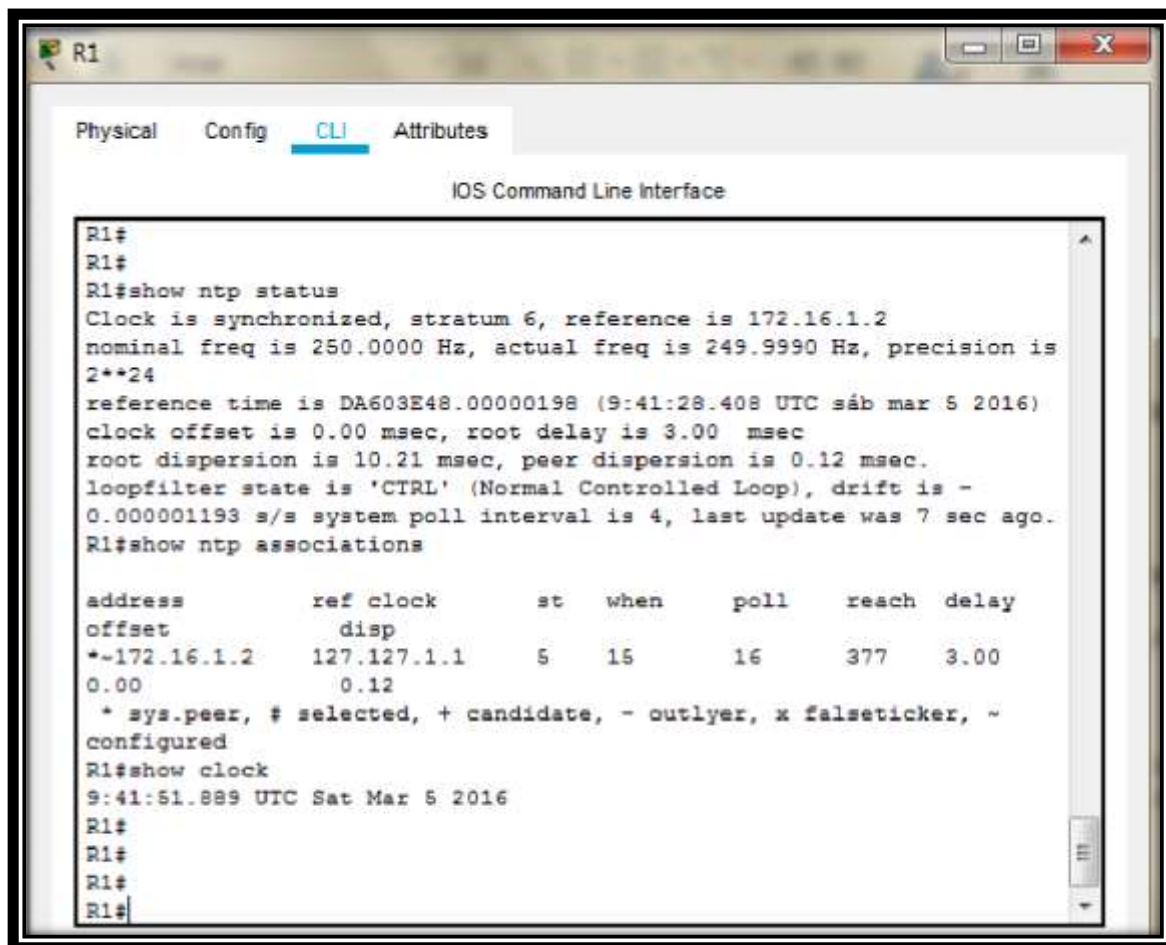 R1
Physical Config CLI Attributes
IOS Command Line Interface
R1#
R1#
R1#show ntp status
Clock is synchronized, stratum 6, reference is 172.16.1.2
nominal freq is 250.0000 Hz, actual freq is 249.9990 Hz, precision is
2**24
reference time is DA603E48.00000198 (9:41:28.408 UTC sáb mar 5 2016)
clock offset is 0.00 msec, root delay is 3.00 msec
root dispersion is 10.21 msec, peer dispersion is 0.12 msec.
loopfilter state is 'CTRL' (Normal Controlled Loop), drift is -
0.000001193 s/s system poll interval is 4, last update was 7 sec ago.
R1#show ntp associations
address ref clock st when poll reach delay
offset disp
*~172.16.1.2 127.127.1.1 5 15 16 377 3.00
0.00 0.12
* sys.peer, # selected, + candidate, - outlyer, x falseticker, ~
configured
R1#show clock
9:41:51.889 UTC Sat Mar 5 2016
R1#
R1#
R1#
R1#